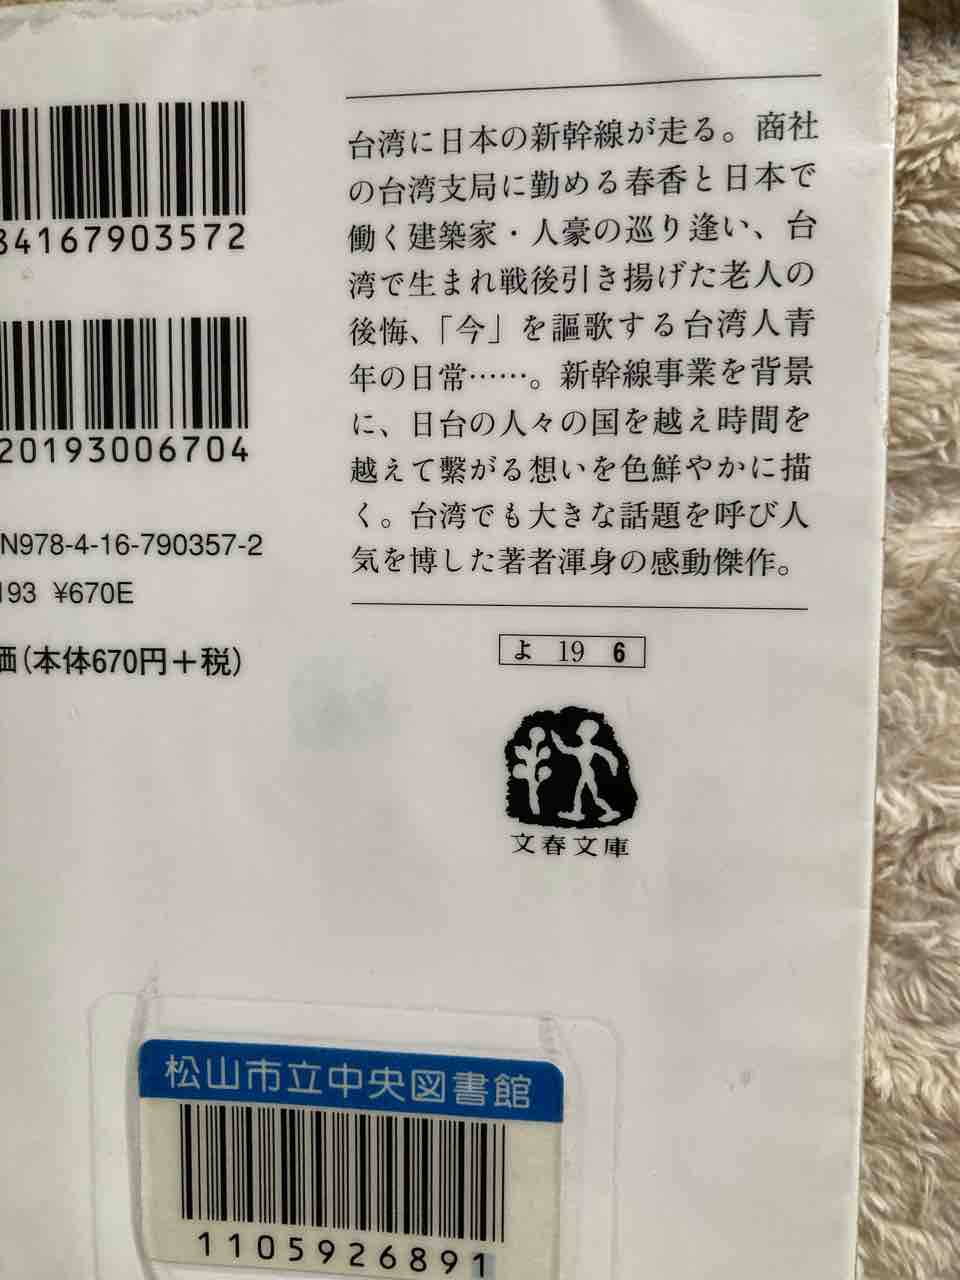 84167903572
20193006704
N978-4-16-790357-2
193 ¥670E
価(本体670円+税)
台湾に日本の新幹線が走る。商社
の台湾支局に勤める春香と日本で
働く建築家・人豪の巡り逢い、台
湾で生まれ戦後引き揚げた老人の
後悔、「今」を謳歌する台湾人青
年の日常……。新幹線事業を背景
に、日台の人々の国を越え時間を
越えて繋がる想いを色鮮やかに描
く。台湾でも大きな話題を呼び人
気を博した著者渾身の感動傑作。
よ 19 6
文春文庫
松山市立中央図書館
1105926891